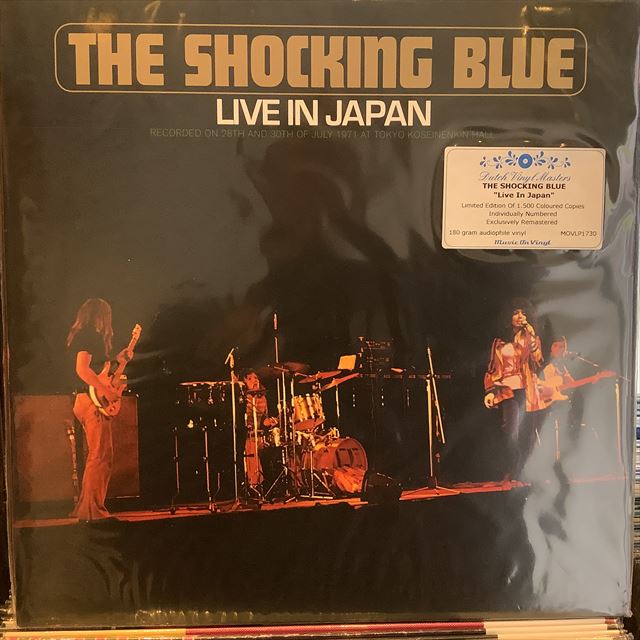 THE SHOCKING BLUE
LIVE IN JAPAN
RECORDED ON 28TH AND 30TH OF JULY 1971 AT TOKYO KOSEINENKIN HALL
Dutch Vinyl Masters
THE SHOCKING BLUE
"Live In Japan"
Limited Edition Of 1.500 Coloured Copies
Individually Numbered
Exclusively Remastered
180 gram audiophile vinyl MOVLP1730
Music On Vinyl